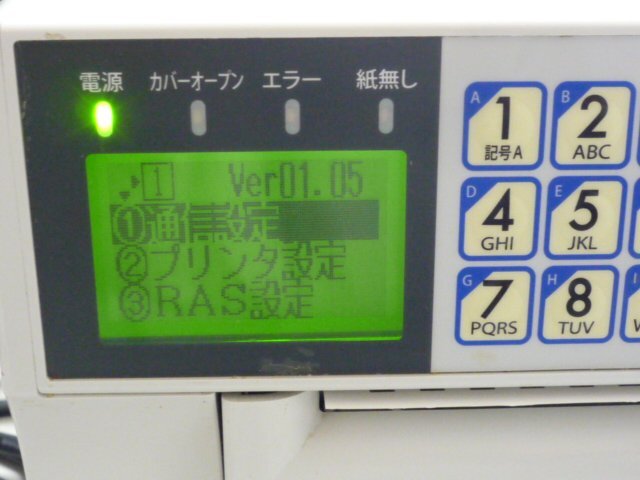 電源 カバーオープン エラー 紙無し
1 Ver01.05
①通信設定
②プリンタ設定
③RAS設定
A 1 記号A
B 2 ABC
D 4 GHI
E 5 JKL
G 7 PQRS
H 8 TUV
I W